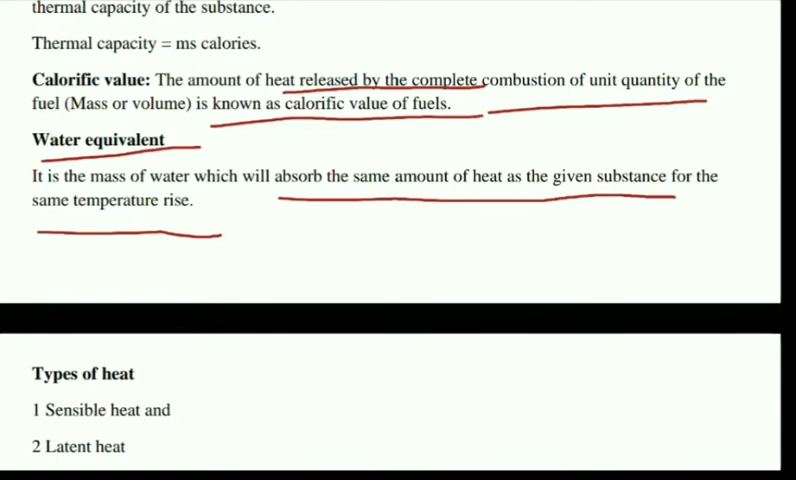 thermal capacity of the substance.
Thermal capacity = ms calories.
Calorific value: The amount of heat released by the complete combustion of unit quantity of the
fuel (Mass or volume) is known as calorific value of fuels.
Water equivalent
It is the mass of water which will absorb the same amount of heat as the given substance for the
same temperature rise.
Types of heat
1 Sensible heat and
2 Latent heat